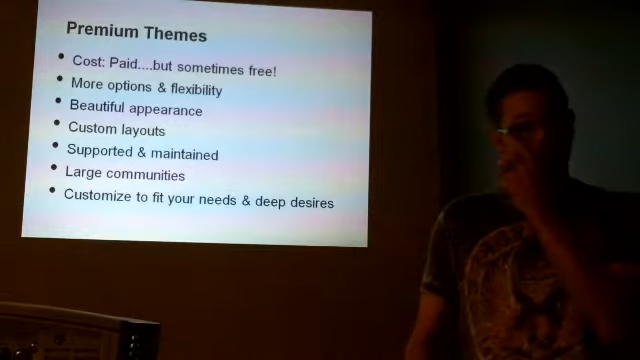 Premium Themes
• Cost: Paid....but sometimes free!
• More options & flexibility
• Beautiful appearance
• Custom layouts
• Supported & maintained
• Large communities
• Customize to fit your needs & deep desires